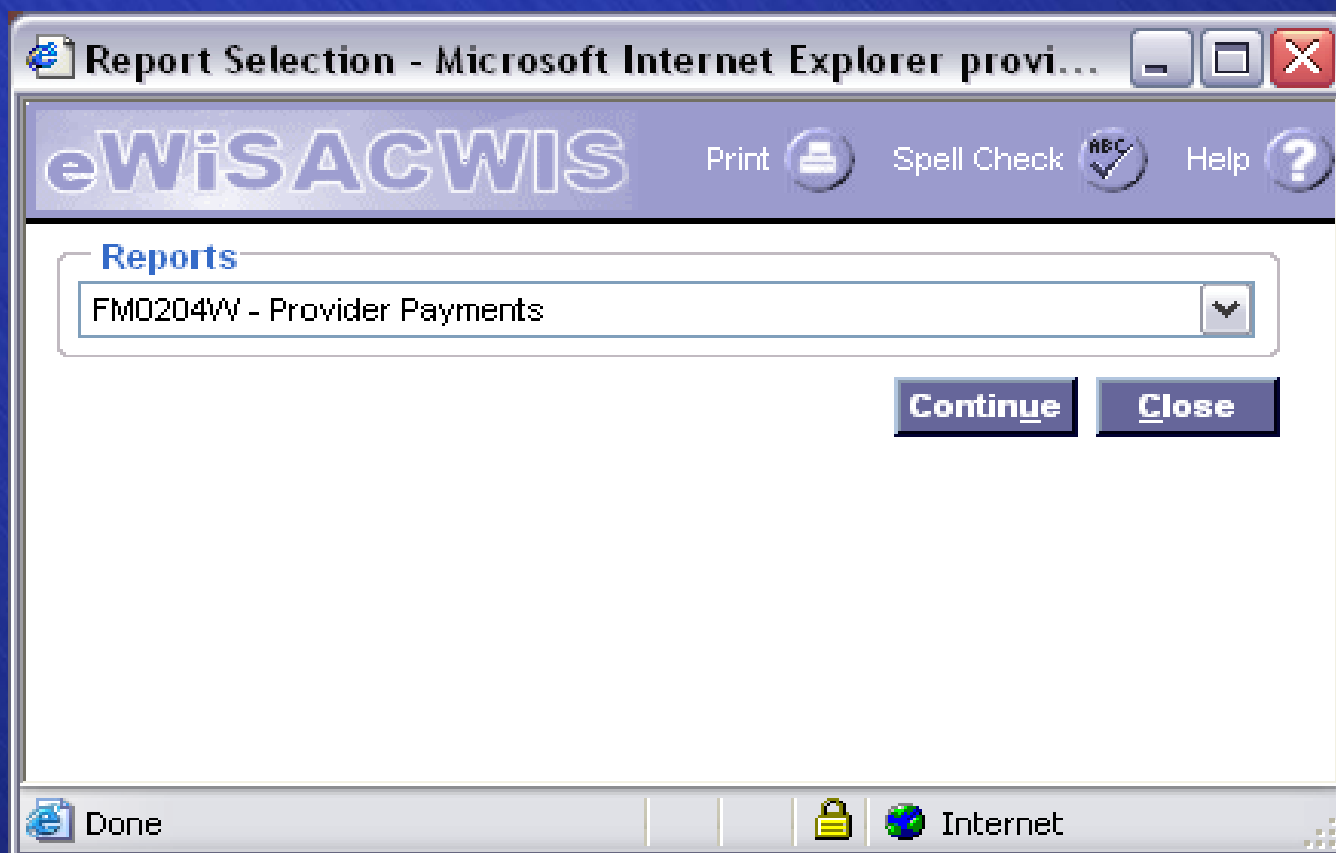 Report Selection - Microsoft Internet Explorer provi...
eWiSACWIS Print ABC Spell Check Help ?
Reports
FM0204W - Provider Payments
Continue Close
Done Internet